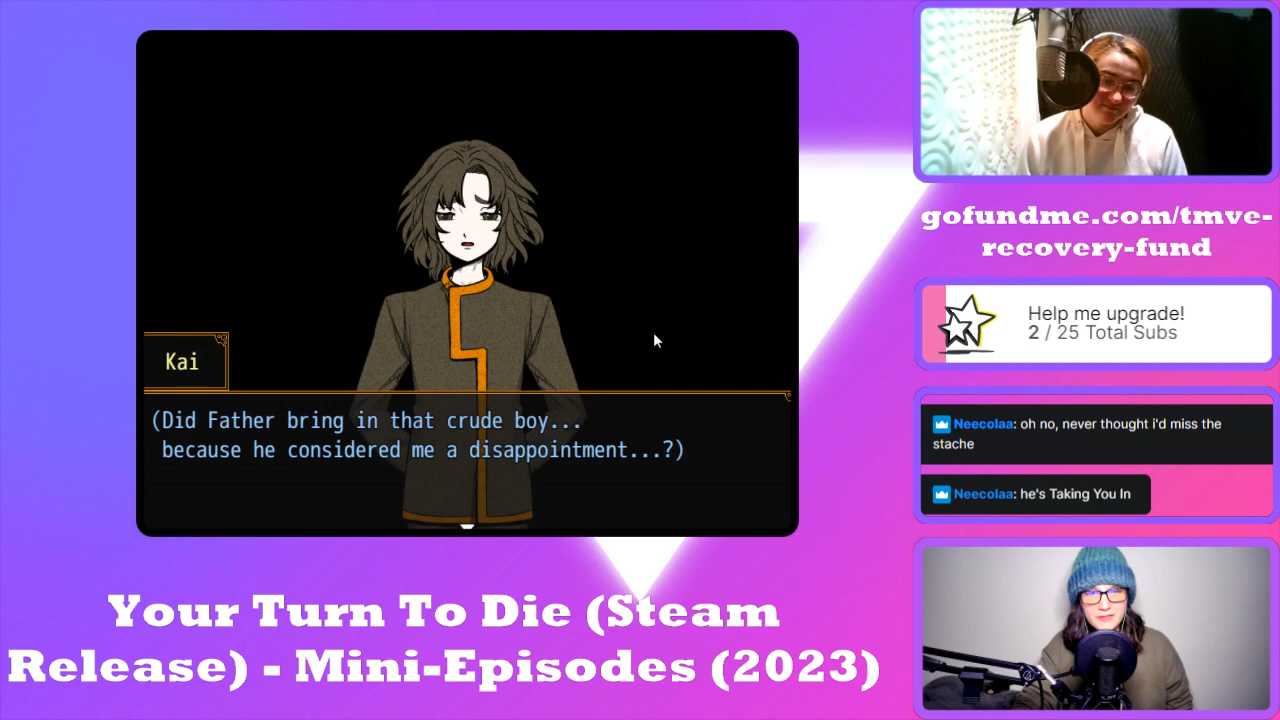 Kai
(Did Father bring in that crude boy...
because he considered me a disappointment...?)
Your Turn To Die (Steam
Release) - Mini-Episodes (2023)
gofundme.com/tmve-
recovery-fund
Help me upgrade!
2 / 25 Total Subs
Neecolaa: oh no, never thought i'd miss the
stache
Neecolaa: he's Taking You In